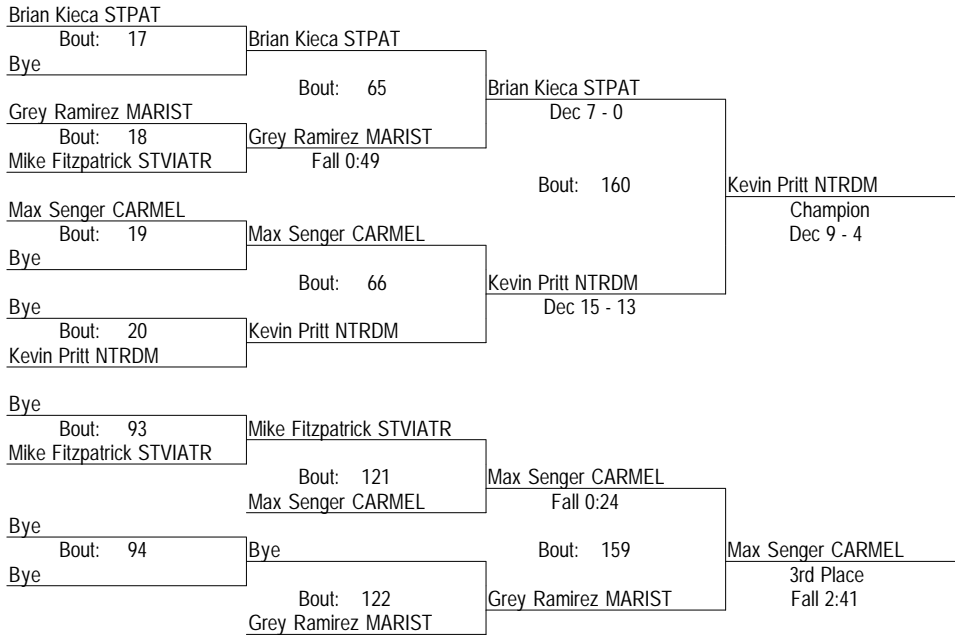 Brian Kieca STPAT
Bout: 17
Brian Kieca STPAT
Bye
Bout: 65
Brian Kieca STPAT
Grey Ramirez MARIST
Dec 7 - 0
Bout: 18
Grey Ramirez MARIST
Mike Fitzpatrick STVIATR
Fall 0:49
Bout: 160
Kevin Pritt NTRDM
Max Senger CARMEL
Champion
Bout: 19
Max Senger CARMEL
Dec 9 - 4
Bye
Bout: 66
Kevin Pritt NTRDM
Bye
Dec 15 - 13
Bout: 20
Kevin Pritt NTRDM
Kevin Pritt NTRDM
Bye
Bout: 93
Mike Fitzpatrick STVIATR
Mike Fitzpatrick STVIATR
Bout: 121
Max Senger CARMEL
Max Senger CARMEL
Fall 0:24
Bye
Bout: 94
Bye
Bout: 159
Max Senger CARMEL
Bye
3rd Place
Bout: 122
Grey Ramirez MARIST
Fall 2:41
Grey Ramirez MARIST